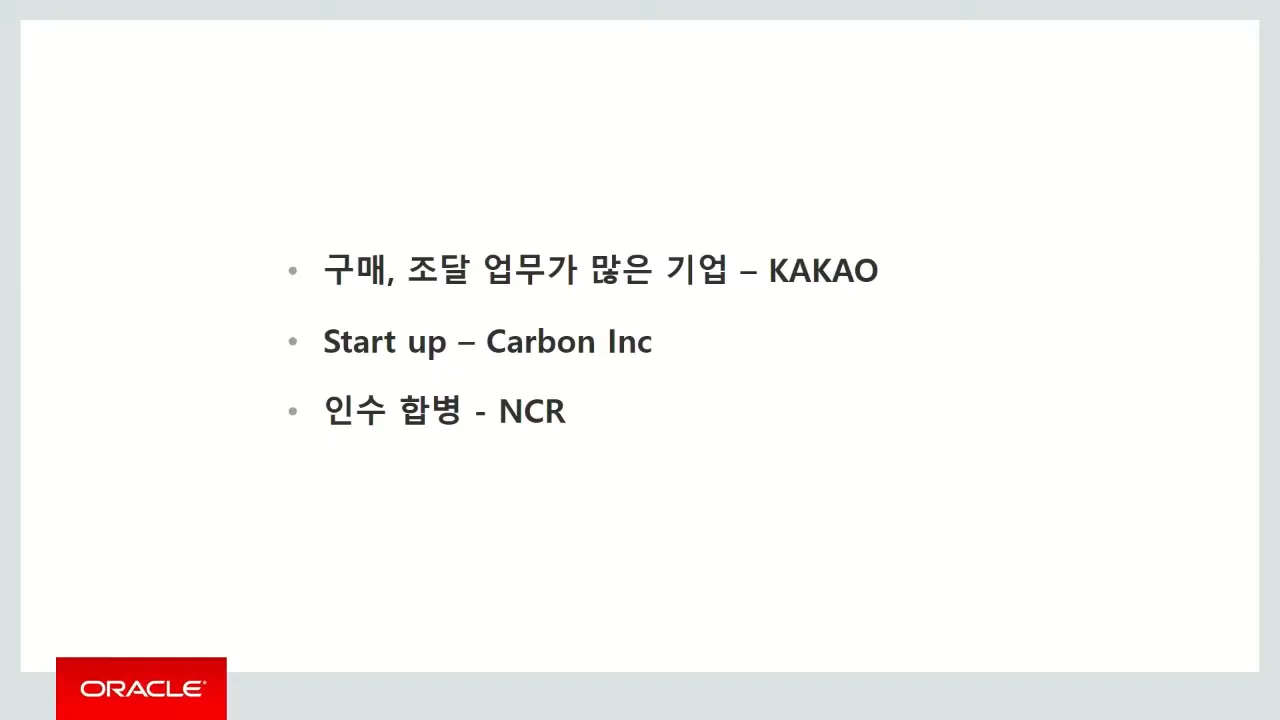 • 구매, 조달 업무가 많은 기업 – KAKAO
• Start up – Carbon Inc
• 인수 합병 - NCR
ORACLE®